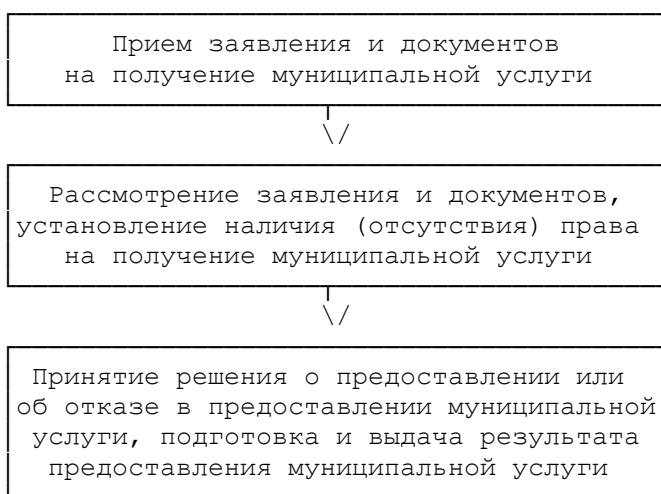 Прием заявления и документов
на получение муниципальной услуги
\/
Рассмотрение заявления и документов,
установление наличия (отсутствия) права
на получение муниципальной услуги
\/
Принятие решения о предоставлении или
об отказе в предоставлении муниципальной
услуги, подготовка и выдача результата
предоставления муниципальной услуги